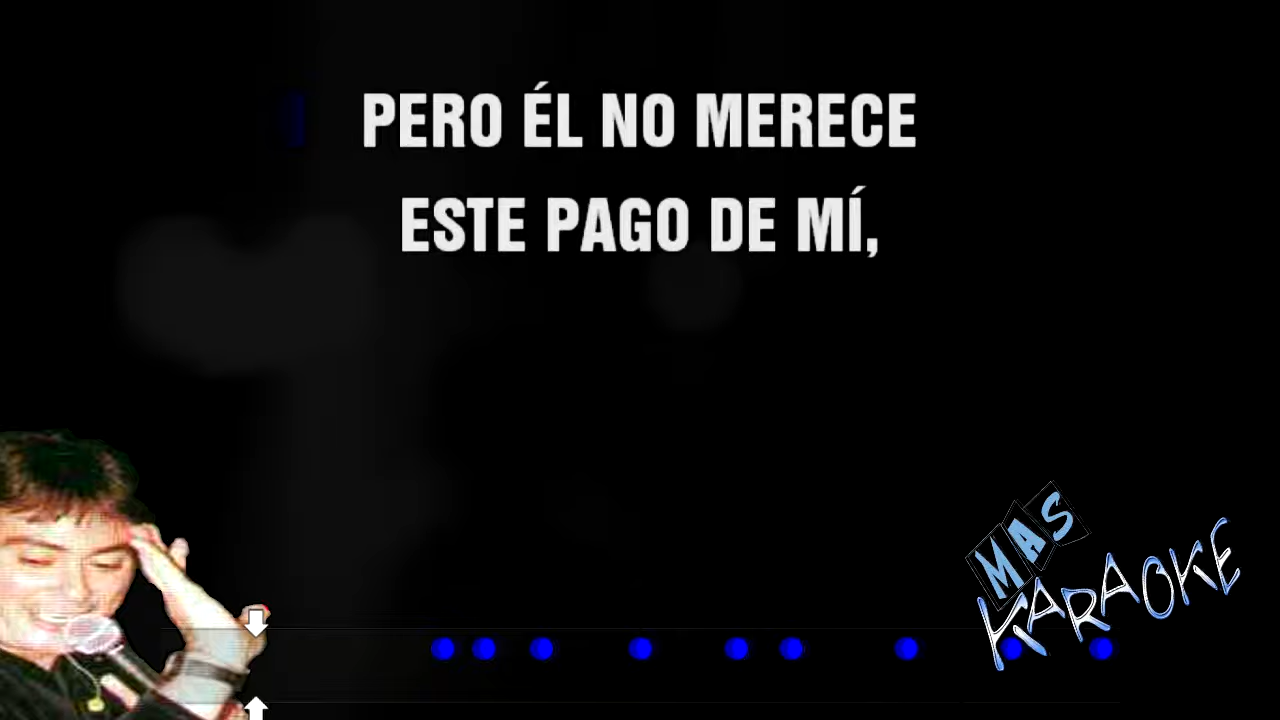 PERO ÉL NO MERECE
ESTE PAGO DE MÍ,
MAS
KARAOKE